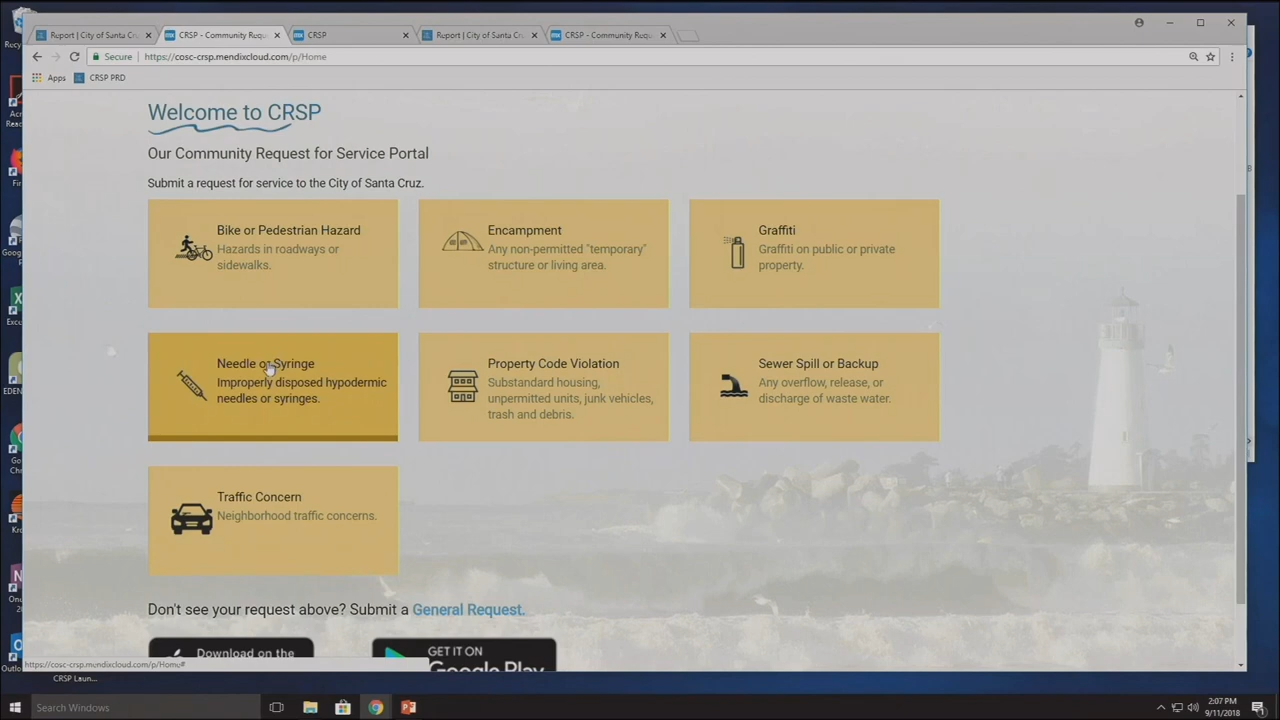 Report | City of Santa Cru
CRSP - Community Requ
CRSP
Report | City of Santa Cru
CRSP - Community Requ
Secure
https://cosc-crsp.mendixcloud.com/p/Home
Apps
CRSP PRD
Welcome to CRSP
Our Community Request for Service Portal
Submit a request for service to the City of Santa Cruz.
Bike or Pedestrian Hazard
Hazards in roadways or
sidewalks.
Encampment
Any non-permitted "temporary"
structure or living area.
Graffiti
Graffiti on public or private
property.
Needle or Syringe
Improperly disposed hypodermic
needles or syringes.
Property Code Violation
Substandard housing,
unpermitted units, junk vehicles,
trash and debris.
Sewer Spill or Backup
Any overflow, release, or
discharge of waste water.
Traffic Concern
Neighborhood traffic concerns.
Don't see your request above? Submit a General Request.
Download on the
GET IT ON
Google Play
https://cosc-crsp.mendixcloud.com/p/Home#
CRSP Laun...
Search Windows
2:07 PM
9/11/2018